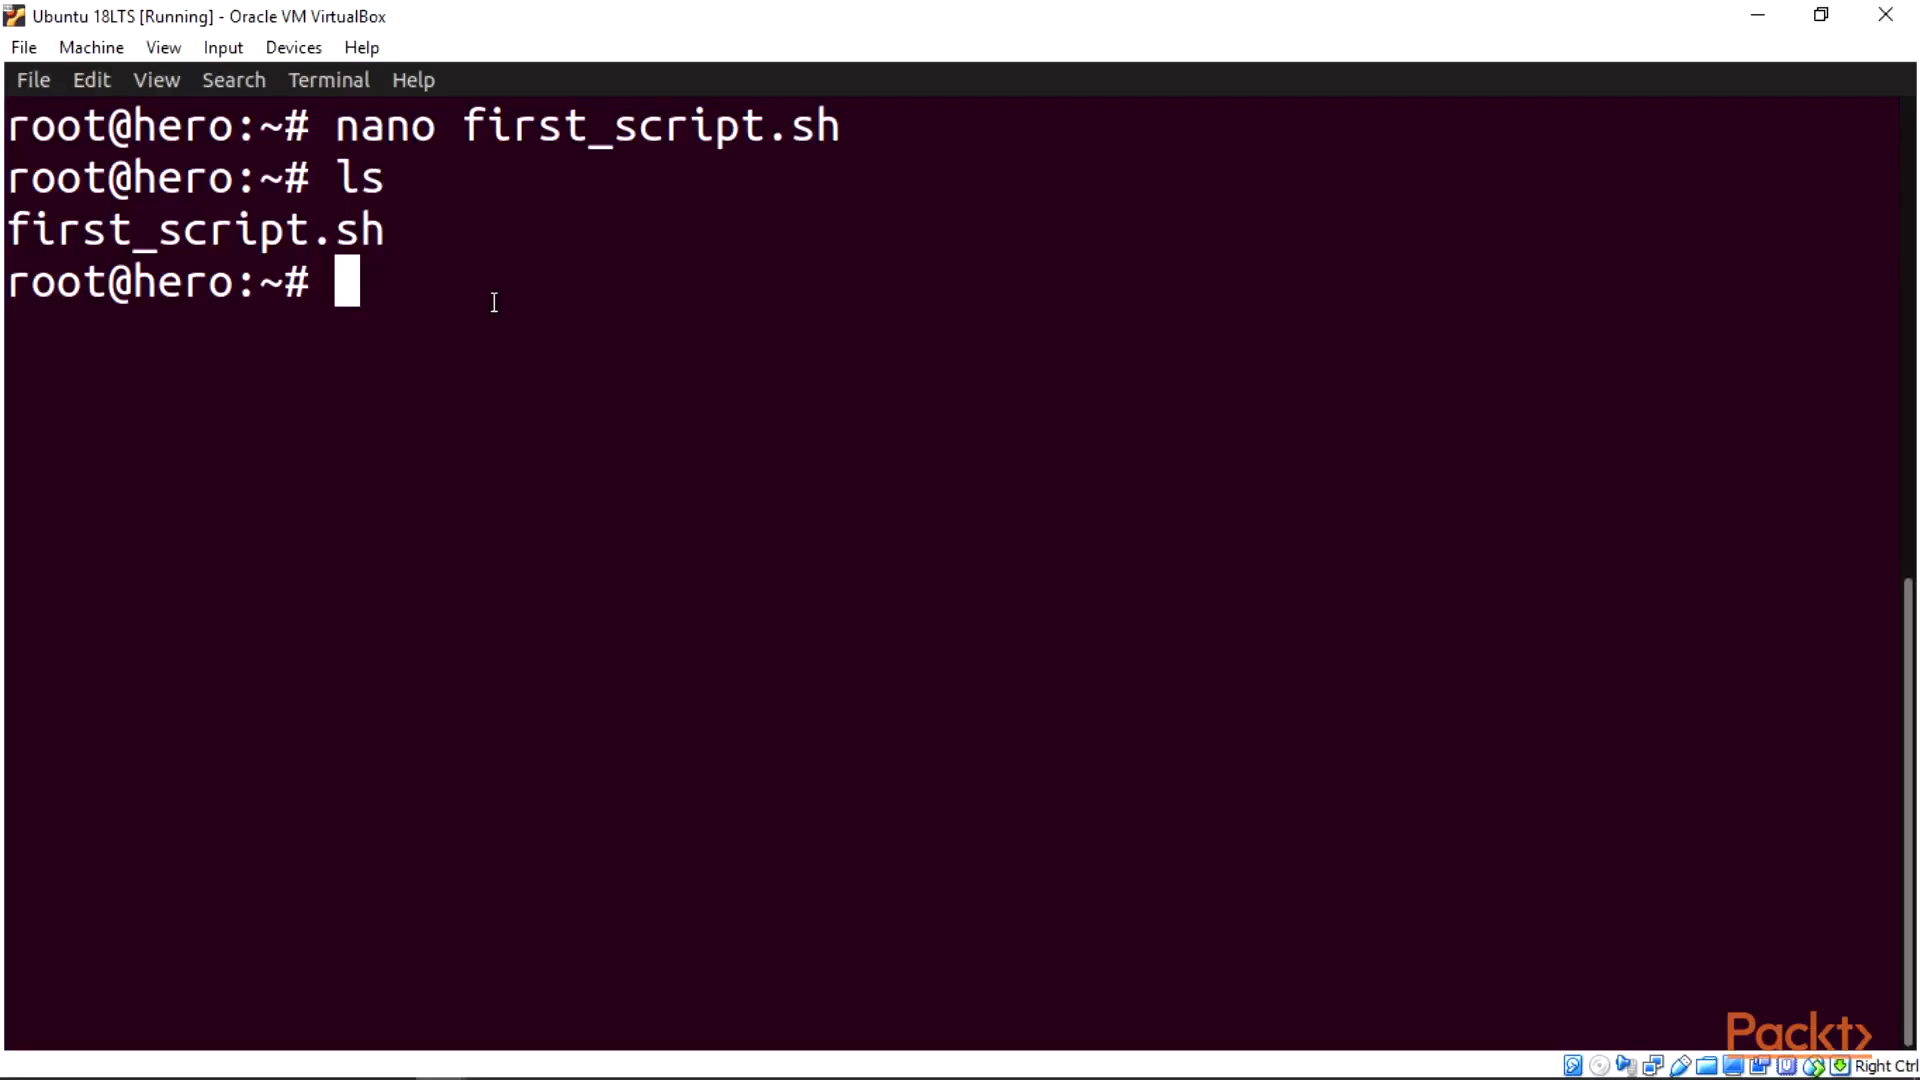 Ubuntu 18LTS [Running] - Oracle VM VirtualBox
File Machine View Input Devices Help
File Edit View Search Terminal Help
root@hero:~# nano first_script.sh
root@hero:~# ls
first_script.sh
root@hero:~#
Packt>
Right Ctrl